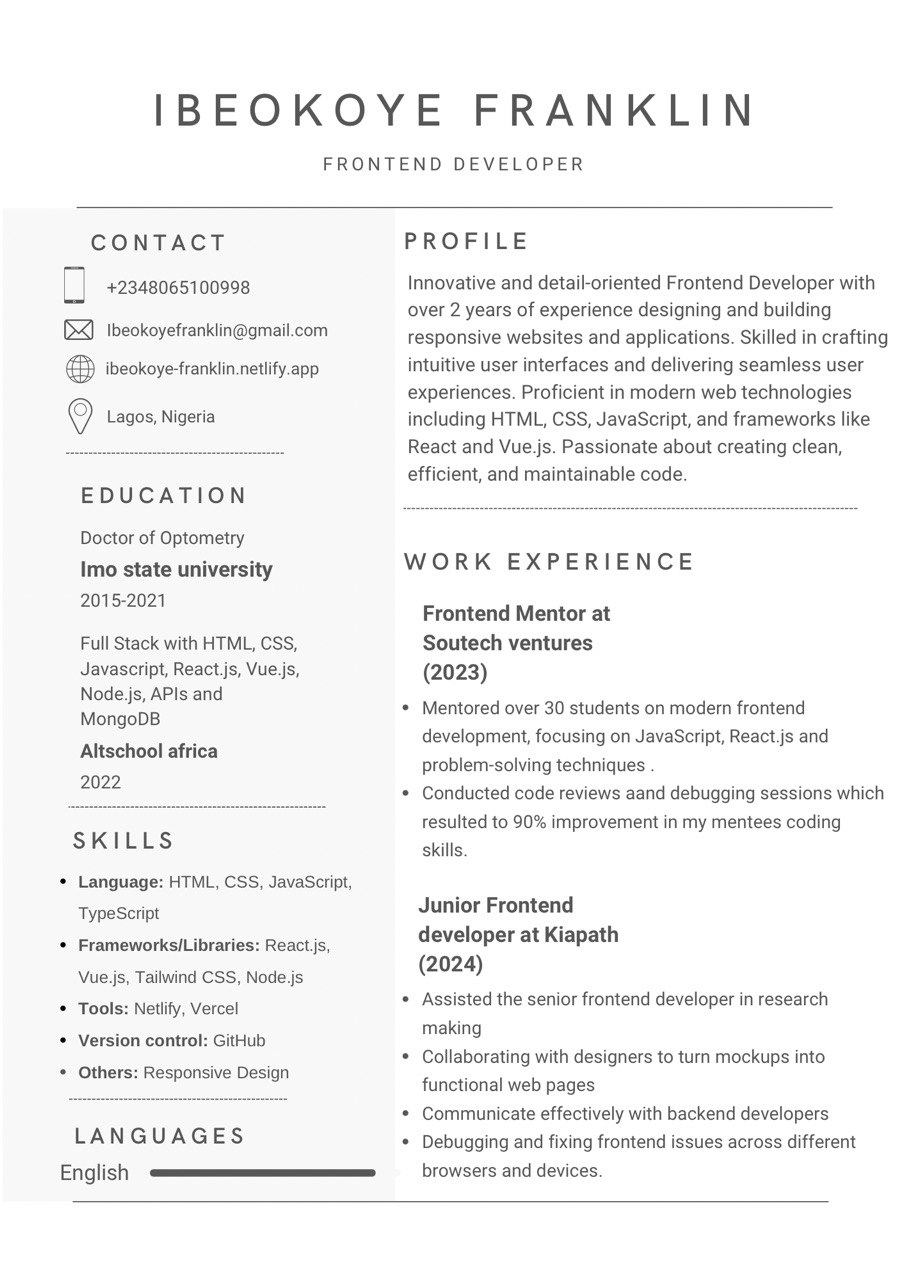 IBEOKOYE FRANKLIN
FRONTEND DEVELOPER
CONTACT
+2348065100998
Ibeokoyefranklin@gmail.com
ibeokoye-franklin.netlify.app
Lagos, Nigeria
EDUCATION
Doctor of Optometry
Imo state university
2015-2021
Full Stack with HTML, CSS,
Javascript, React.js, Vue.js,
Node.js, APIs and
MongoDB
Altschool africa
2022
SKILLS
• Language: HTML, CSS, JavaScript,
TypeScript
• Frameworks/Libraries: React.js,
Vue.js, Tailwind CSS, Node.js
• Tools: Netlify, Vercel
• Version control: GitHub
• Others: Responsive Design
LANGUAGES
English
PROFILE
Innovative and detail-oriented Frontend Developer with
over 2 years of experience designing and building
responsive websites and applications. Skilled in crafting
intuitive user interfaces and delivering seamless user
experiences. Proficient in modern web technologies
including HTML, CSS, JavaScript, and frameworks like
React and Vue.js. Passionate about creating clean,
efficient, and maintainable code.
WORK EXPERIENCE
Frontend Mentor at
Soutech ventures
(2023)
• Mentored over 30 students on modern frontend
development, focusing on JavaScript, React.js and
problem-solving techniques .
• Conducted code reviews aand debugging sessions which
resulted to 90% improvement in my mentees coding
skills.
Junior Frontend
developer at Kiapath
(2024)
• Assisted the senior frontend developer in research
making
• Collaborating with designers to turn mockups into
functional web pages
• Communicate effectively with backend developers
• Debugging and fixing frontend issues across different
browsers and devices.